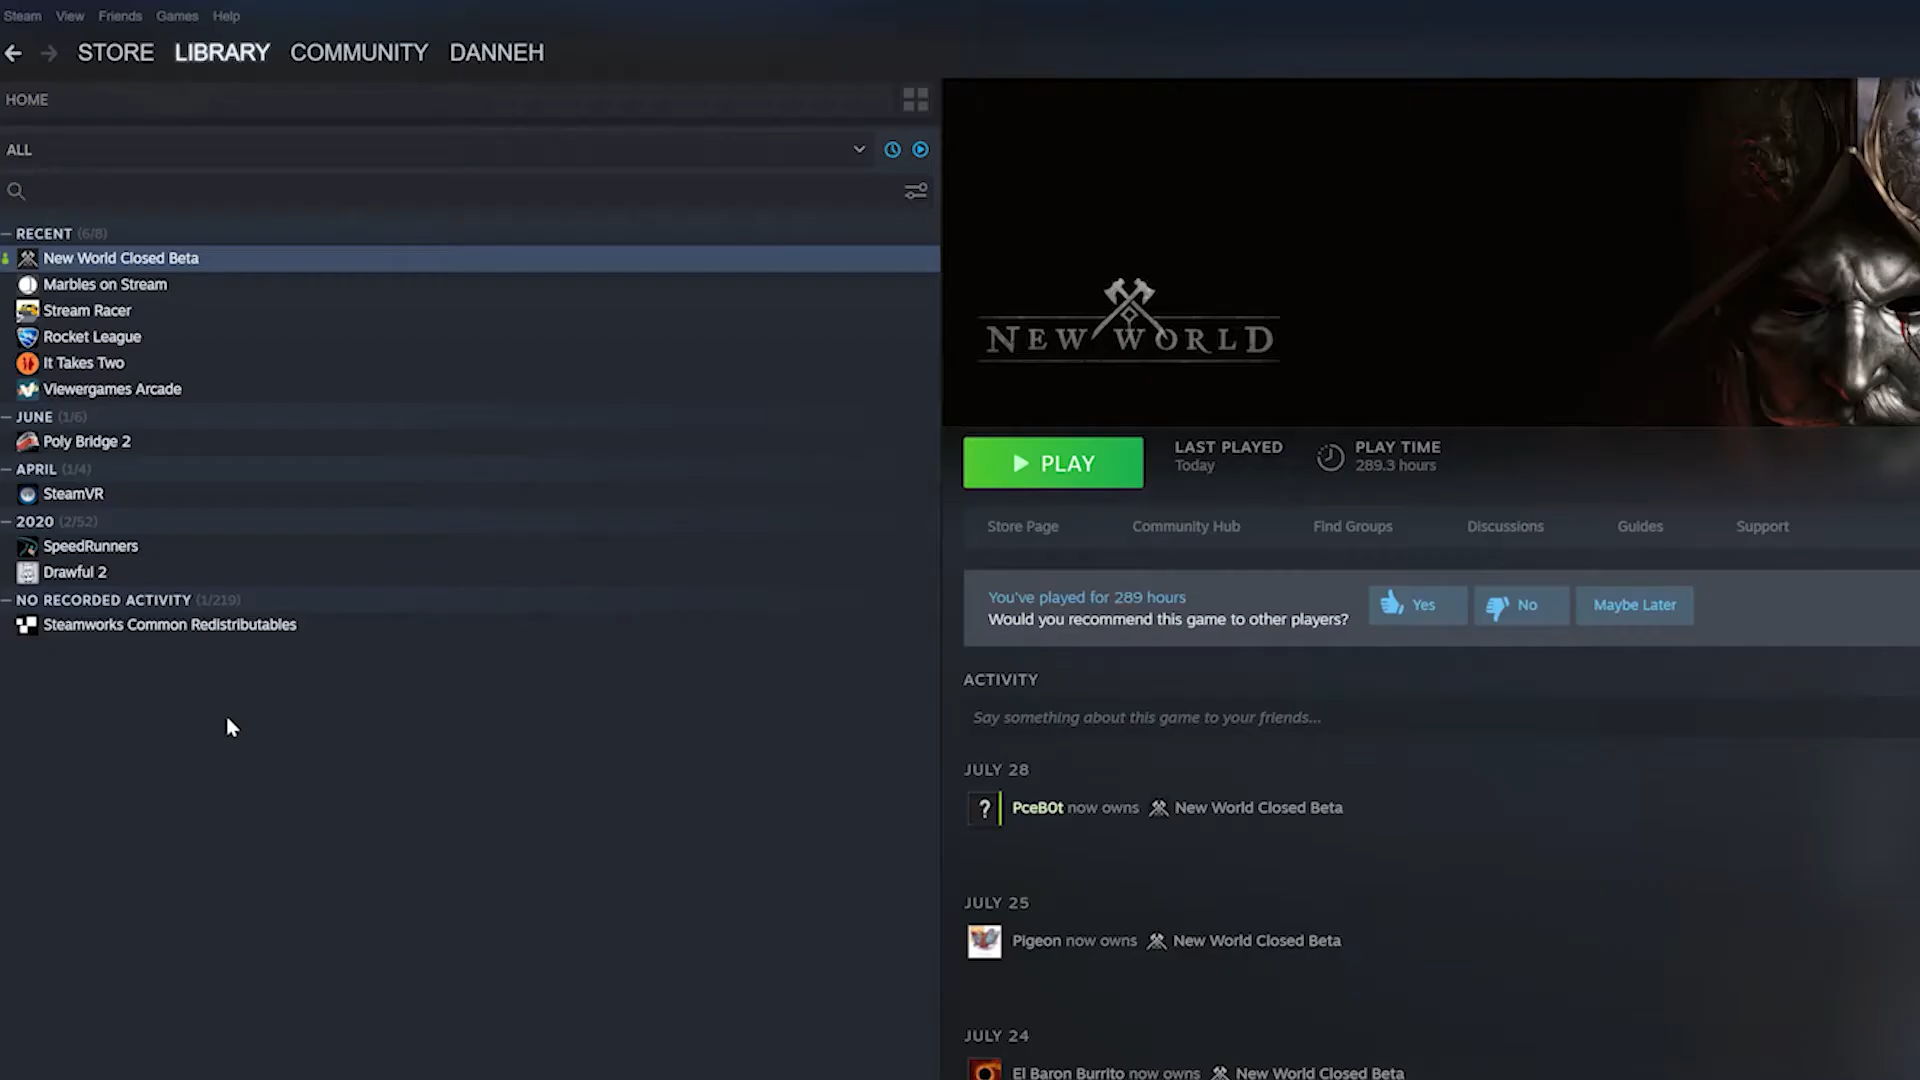 Steam View Friends Games Help
STORE LIBRARY COMMUNITY DANNEH
HOME
ALL
RECENT (6/8)
New World Closed Beta
Marbles on Stream
Stream Racer
Rocket League
It Takes Two
Viewergames Arcade
JUNE (1/6)
Poly Bridge 2
APRIL (1/4)
SteamVR
2020 (2/52)
SpeedRunners
Drawful 2
NO RECORDED ACTIVITY (1/219)
Steamworks Common Redistributables
NEW WORLD
PLAY
LAST PLAYED
Today
PLAY TIME
289.3 hours
Store Page Community Hub Find Groups Discussions Guides Support
You've played for 289 hours
Would you recommend this game to other players?
Yes No Maybe Later
ACTIVITY
Say something about this game to your friends...
JULY 28
? PceB0t now owns New World Closed Beta
JULY 25
Pigeon now owns New World Closed Beta
JULY 24
El Baron Burrito now owns New World Closed Beta